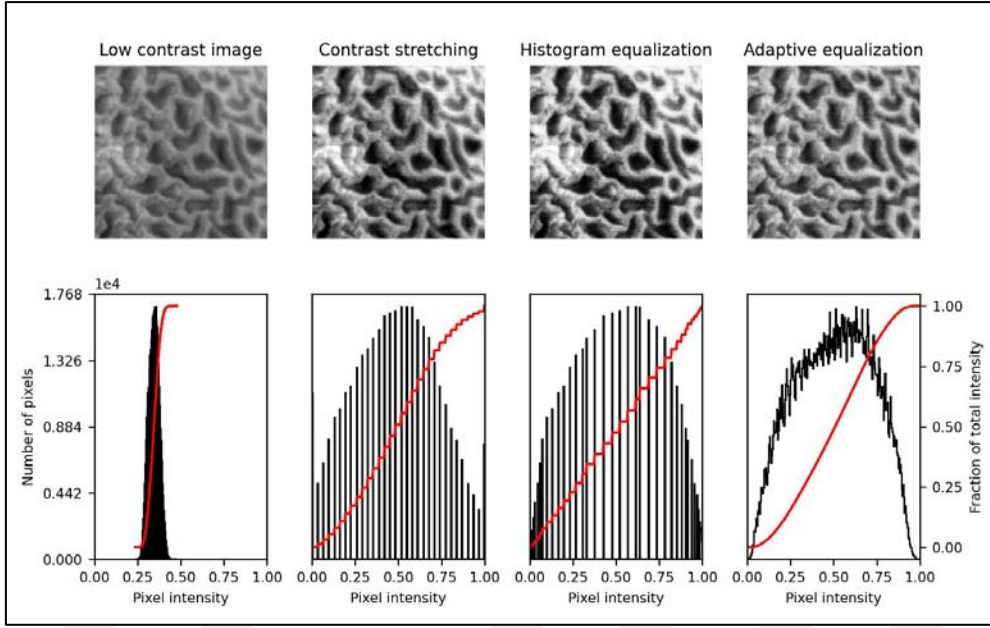 Low contrast image
Contrast stretching
Histogram equalization
Adaptive equalization
1e4
1.768
1.326
0.884
0.442
0.000
Number of pixels
0.00 0.25 0.50 0.75 1.00
Pixel intensity
0.00 0.25 0.50 0.75 1.00
Pixel intensity
0.00 0.25 0.50 0.75 1.00
Pixel intensity
0.00 0.25 0.50 0.75 1.00
Pixel intensity
1.00
0.75
0.50
0.25
0.00
Fraction of total intensity